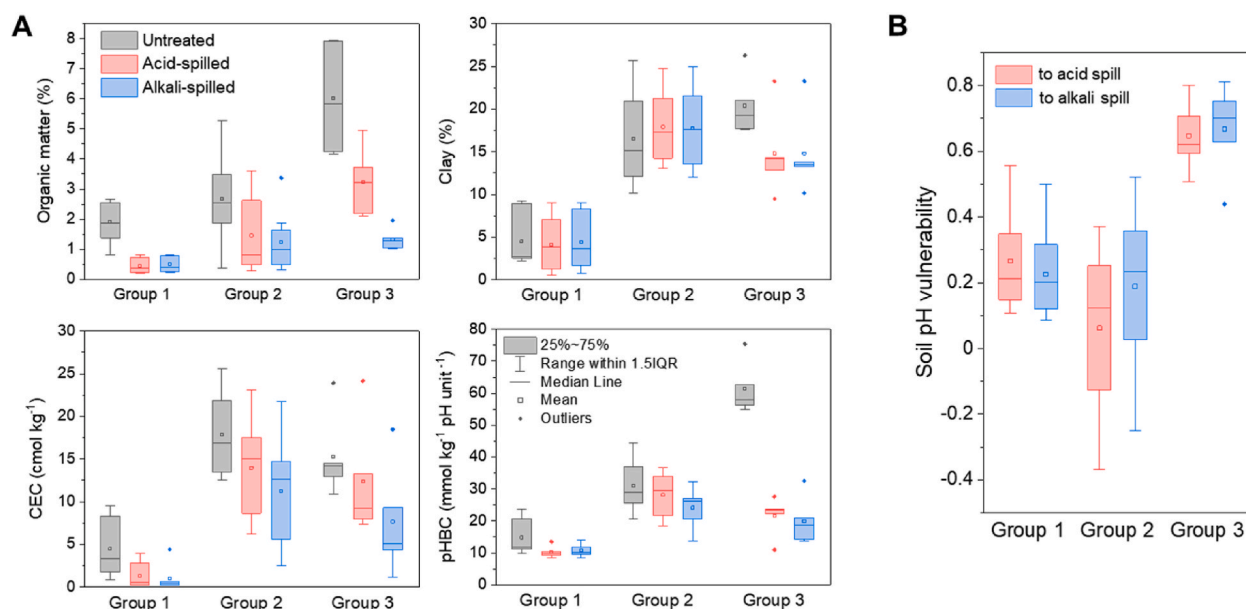 A
Organic matter (%)
8
7
6
5
4
3
2
1
0
Untreated
Acid-spilled
Alkali-spilled
Group 1
Group 2
Group 3
Clay (%)
30
25
20
15
10
5
0
Group 1
Group 2
Group 3
CEC (cmol kg⁻¹)
30
25
20
15
10
5
0
Group 1
Group 2
Group 3
pHBC (mmol kg⁻¹ pH unit⁻¹)
80
70
60
50
40
30
20
10
0
25%~75%
Range within 1.5IQR
Median Line
Mean
Outliers
Group 1
Group 2
Group 3
B
Soil pH vulnerability
0.8
0.6
0.4
0.2
0
-0.2
-0.4
to acid spill
to alkali spill
Group 1
Group 2
Group 3